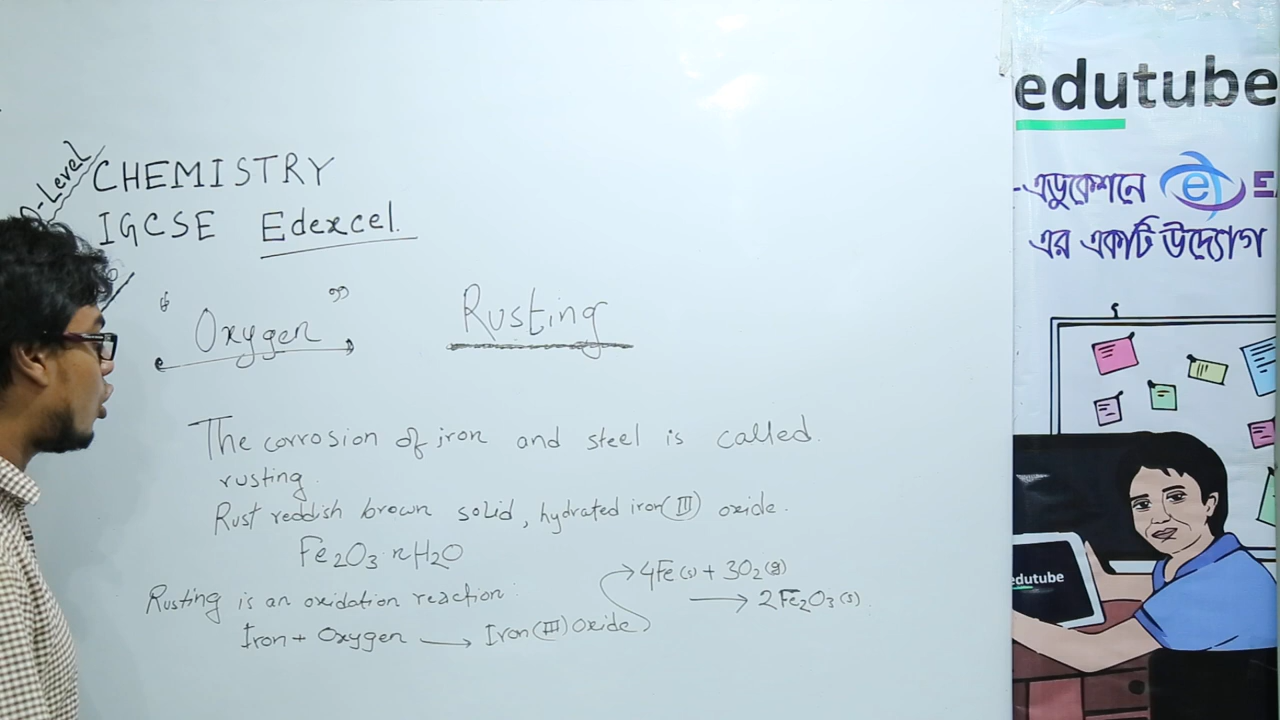 O-Level
CHEMISTRY
IGCSE Edexcel.
"Oxygen"
Rusting
The corrosion of iron and steel is called.
rusting.
Rust reddish brown solid, hydrated iron(III) oxide.
Fe₂O₃·nH₂O
Rusting is an oxidation reaction:
Iron + Oxygen → Iron(III) Oxide
→ 4Fe(s) + 3O₂(g)
→ 2Fe₂O₃(s).
edutube
-এডুকেশনে
এর একটি উদ্যোগ
edutube